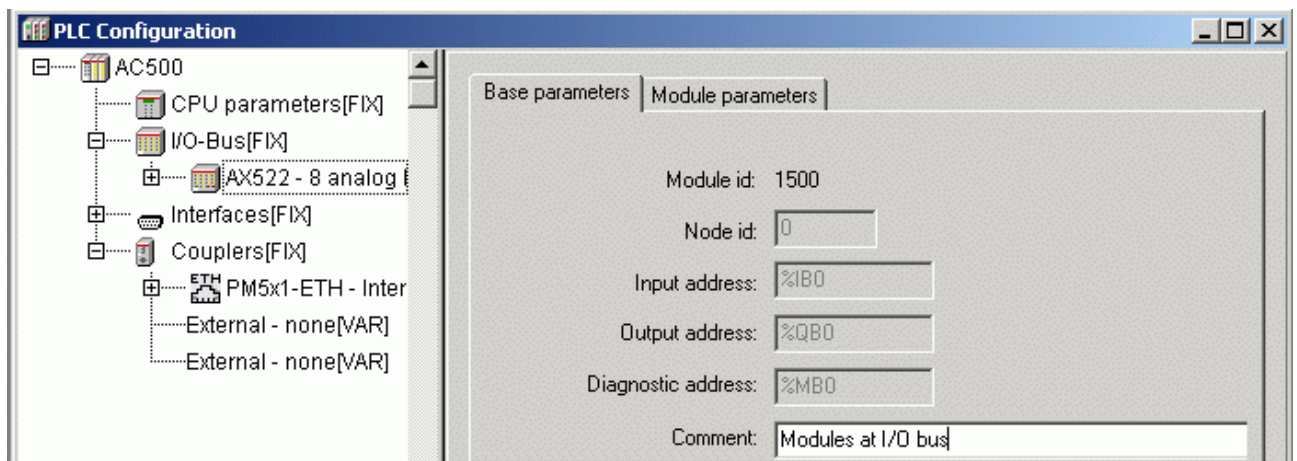 PLC Configuration
AC500
CPU parameters[FIX]
I/O-Bus[FIX]
AX522 - 8 analog
Interfaces[FIX]
Couplers[FIX]
ETH PM5x1-ETH - Inter
External - none[VAR]
External - none[VAR]
Base parameters Module parameters
Module id: 1500
Node id: 0
Input address: %IB0
Output address: %QB0
Diagnostic address: %MB0
Comment: Modules at I/O bus